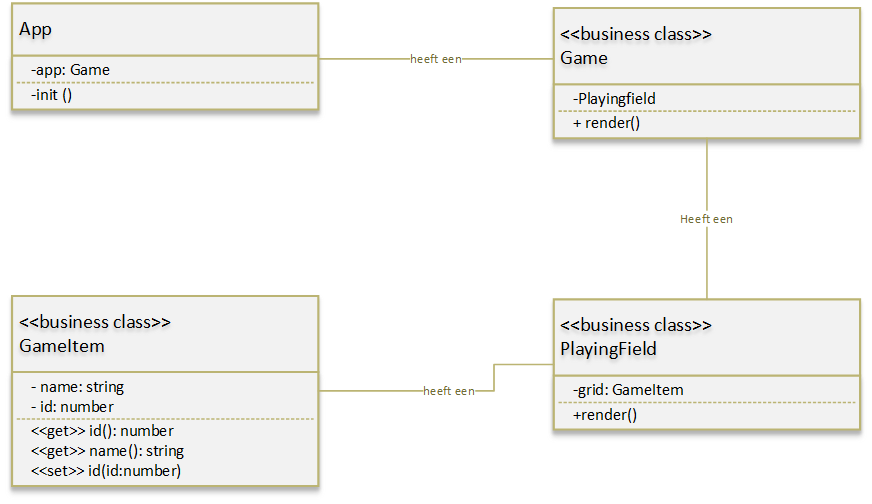 App
-app: Game
-init ()
heeft een
<<business class>>
Game
-Playingfield
+ render()
Heeft een
<<business class>>
GameItem
- name: string
- id: number
<<get>> id(): number
<<get>> name(): string
<<set>> id(id:number)
heeft een
<<business class>>
PlayingField
-grid: GameItem
+render()